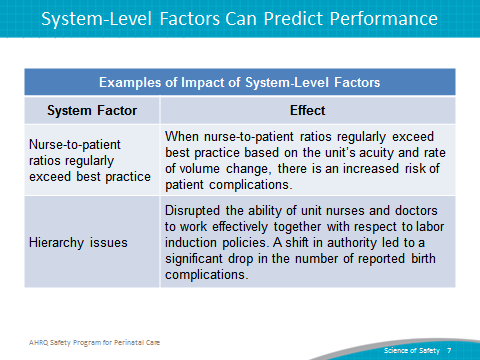 System-Level Factors Can Predict Performance
Examples of Impact of System-Level Factors
System Factor
Effect
Nurse-to-patient
ratios regularly
exceed best practice
When nurse-to-patient ratios regularly exceed
best practice based on the unit's acuity and rate
of volume change, there is an increased risk of
patient complications.
Hierarchy issues
Disrupted the ability of unit nurses and doctors
to work effectively together with respect to labor
induction policies. A shift in authority led to a
significant drop in the number of reported birth
complications.
AHRQ Safety Program for Perinatal Care
Science of Safety 7